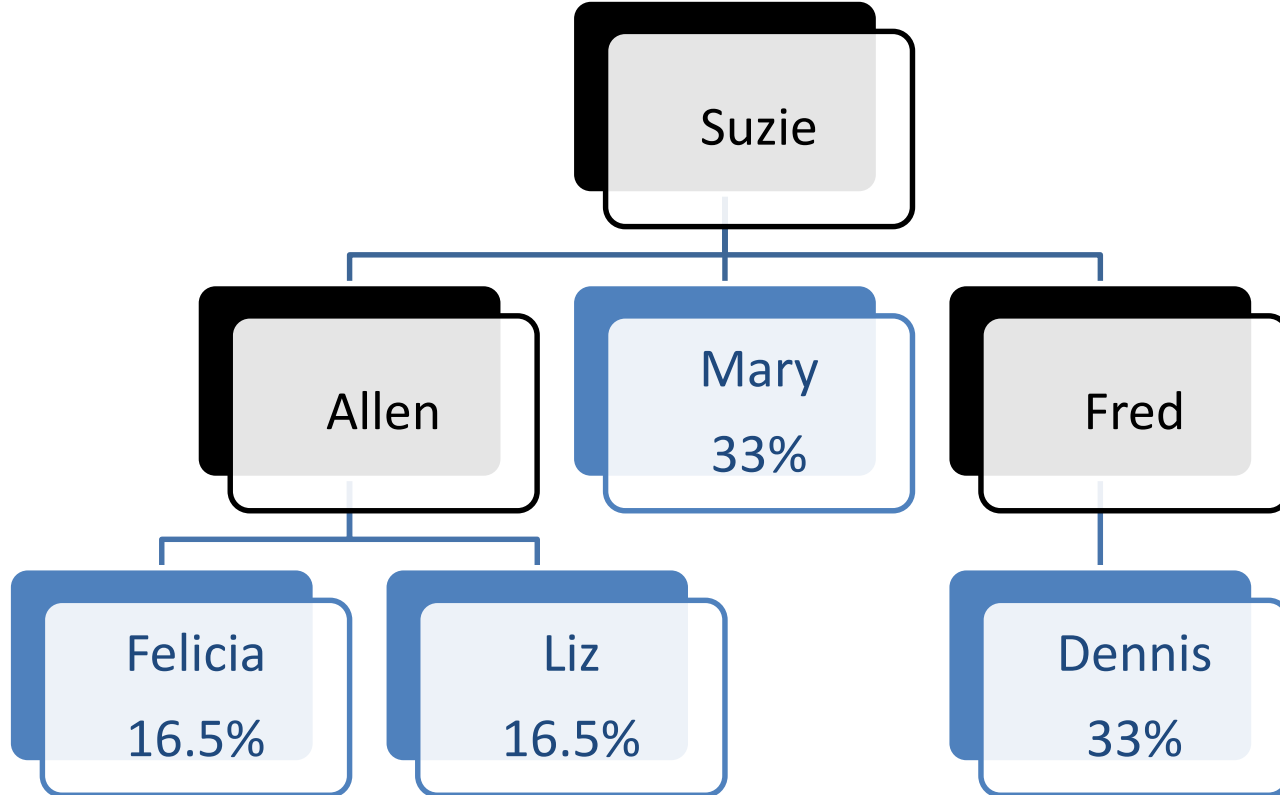 Suzie
Allen
Mary
33%
Fred
Felicia
16.5%
Liz
16.5%
Dennis
33%